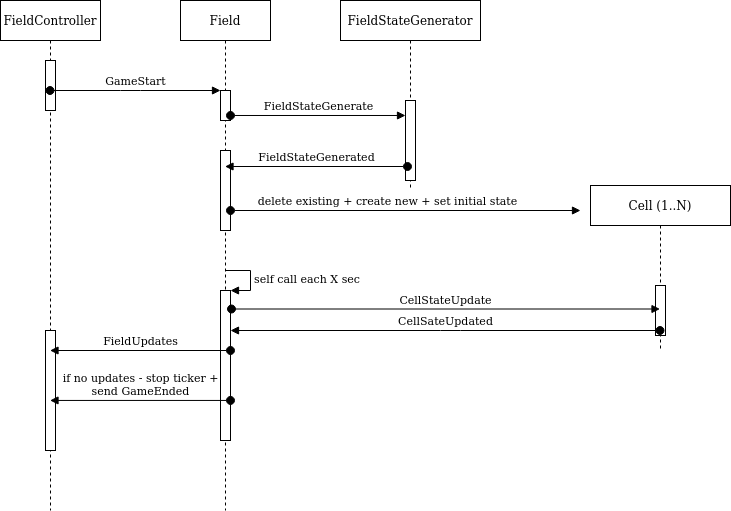 FieldController
Field
FieldStateGenerator
GameStart
FieldStateGenerate
FieldStateGenerated
delete existing + create new + set initial state
Cell (1..N)
self call each X sec
CellStateUpdate
CellSateUpdated
FieldUpdates
if no updates - stop ticker +
send GameEnded